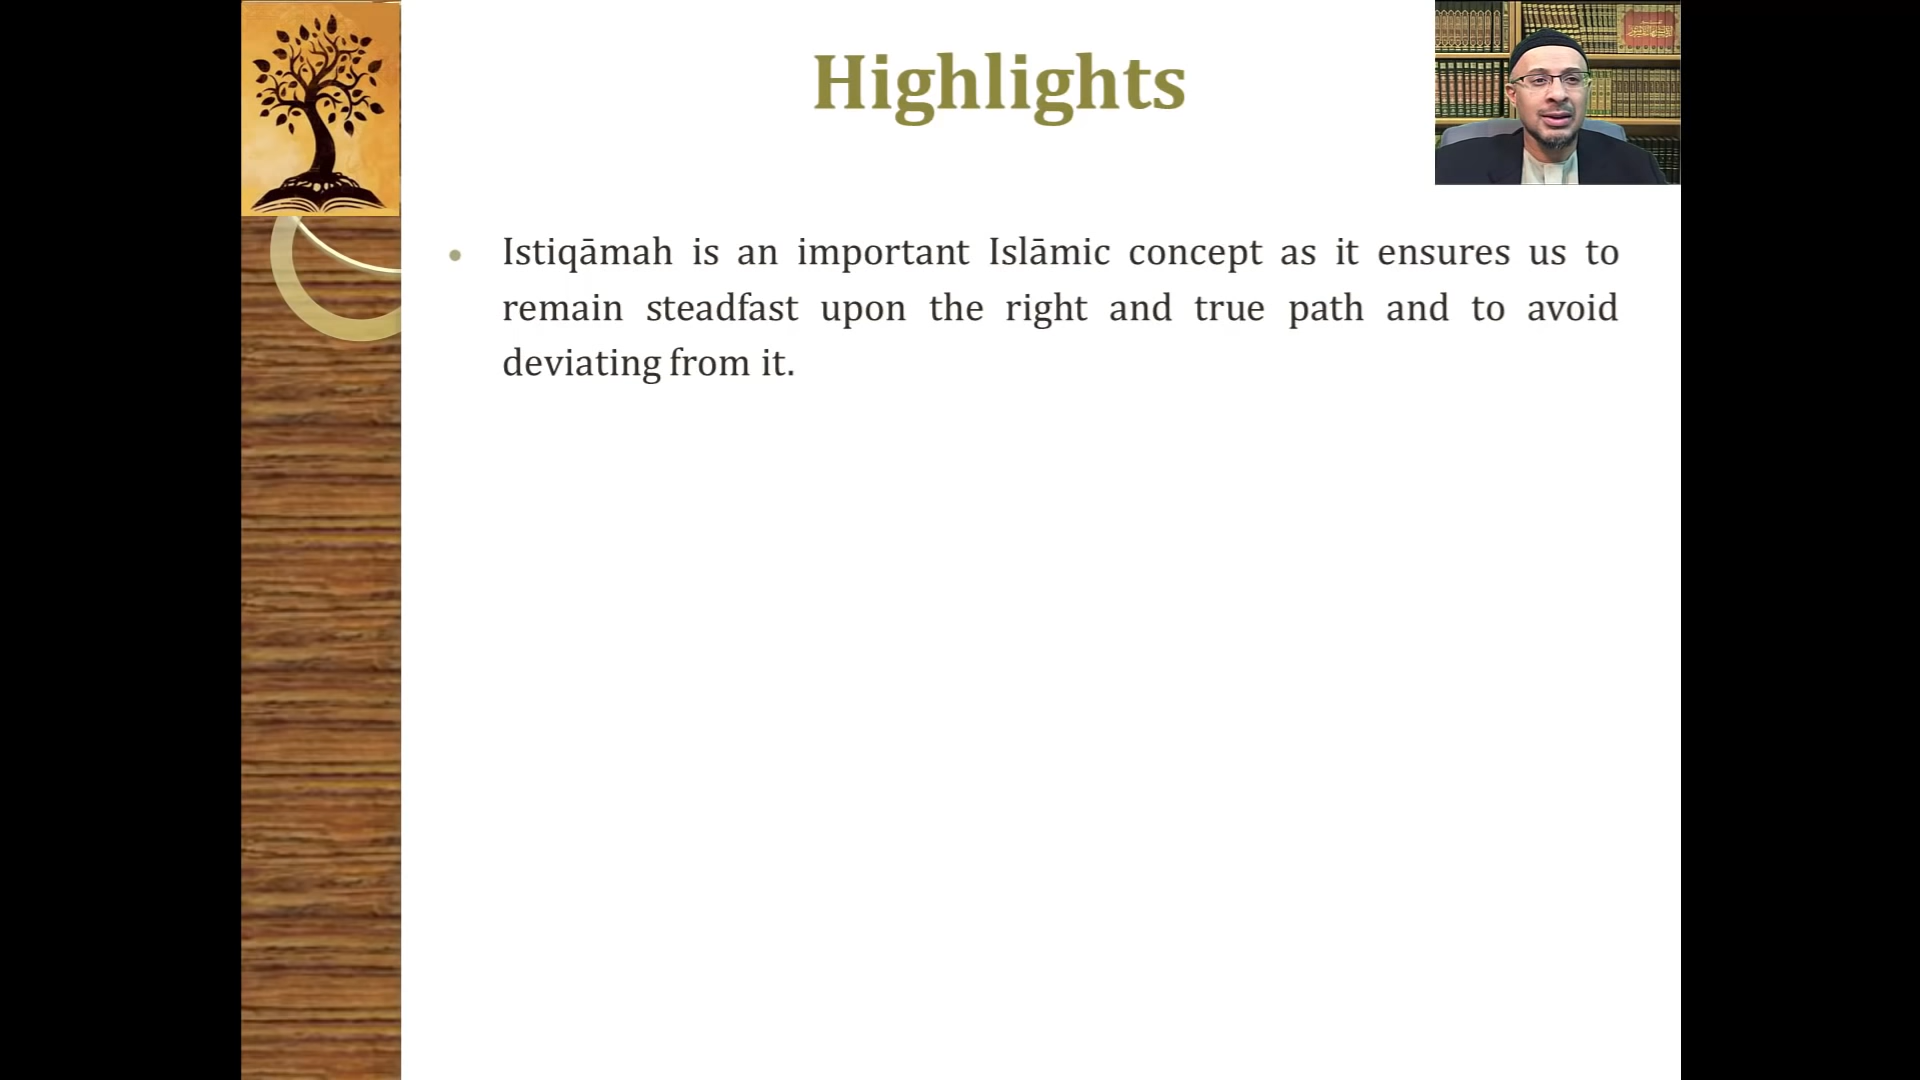 Highlights
Istiqāmah is an important Islāmic concept as it ensures us to
remain steadfast upon the right and true path and to avoid
deviating from it.